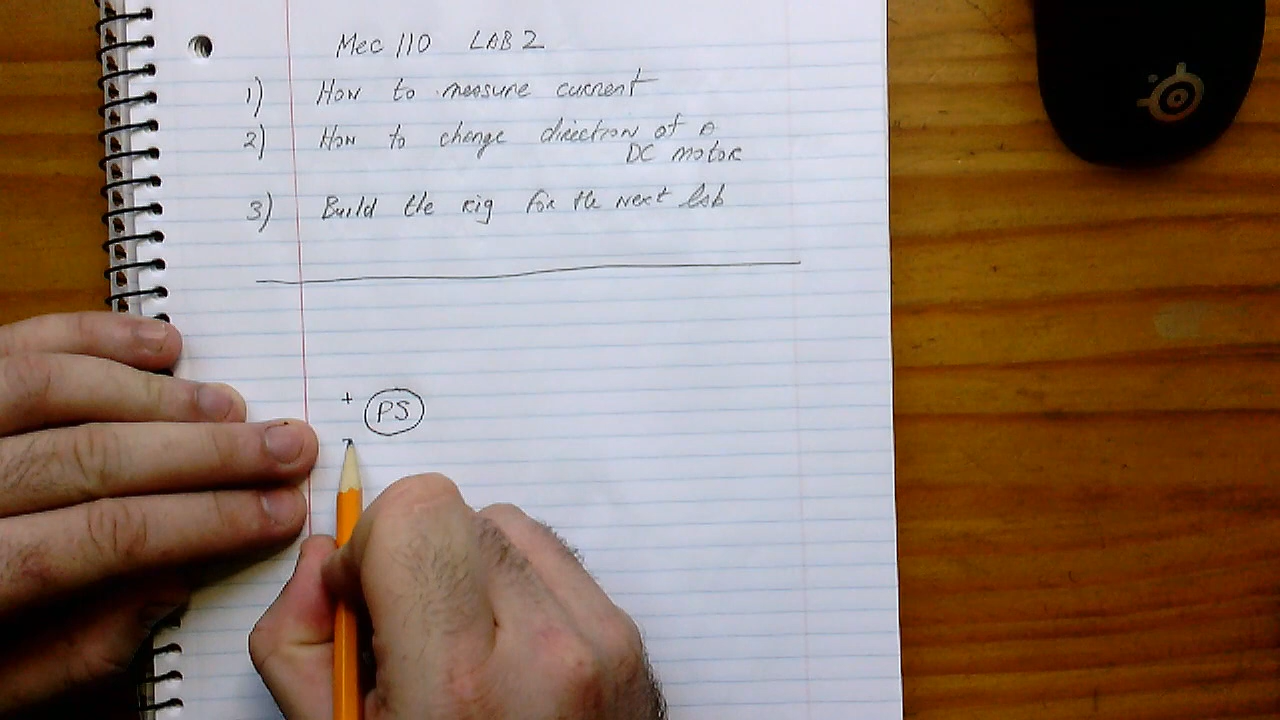 Mec 110 LAB 2
1) How to measure current
2) How to change direction of a
DC motor
3) Build the rig for the next lab
+
PS
-